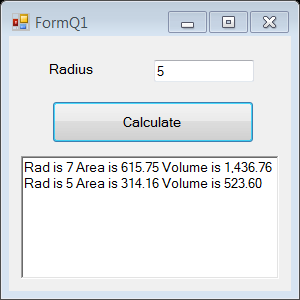 FormQ1
Radius 5
Calculate
Rad is 7 Area is 615.75 Volume is 1,436.76
Rad is 5 Area is 314.16 Volume is 523.60